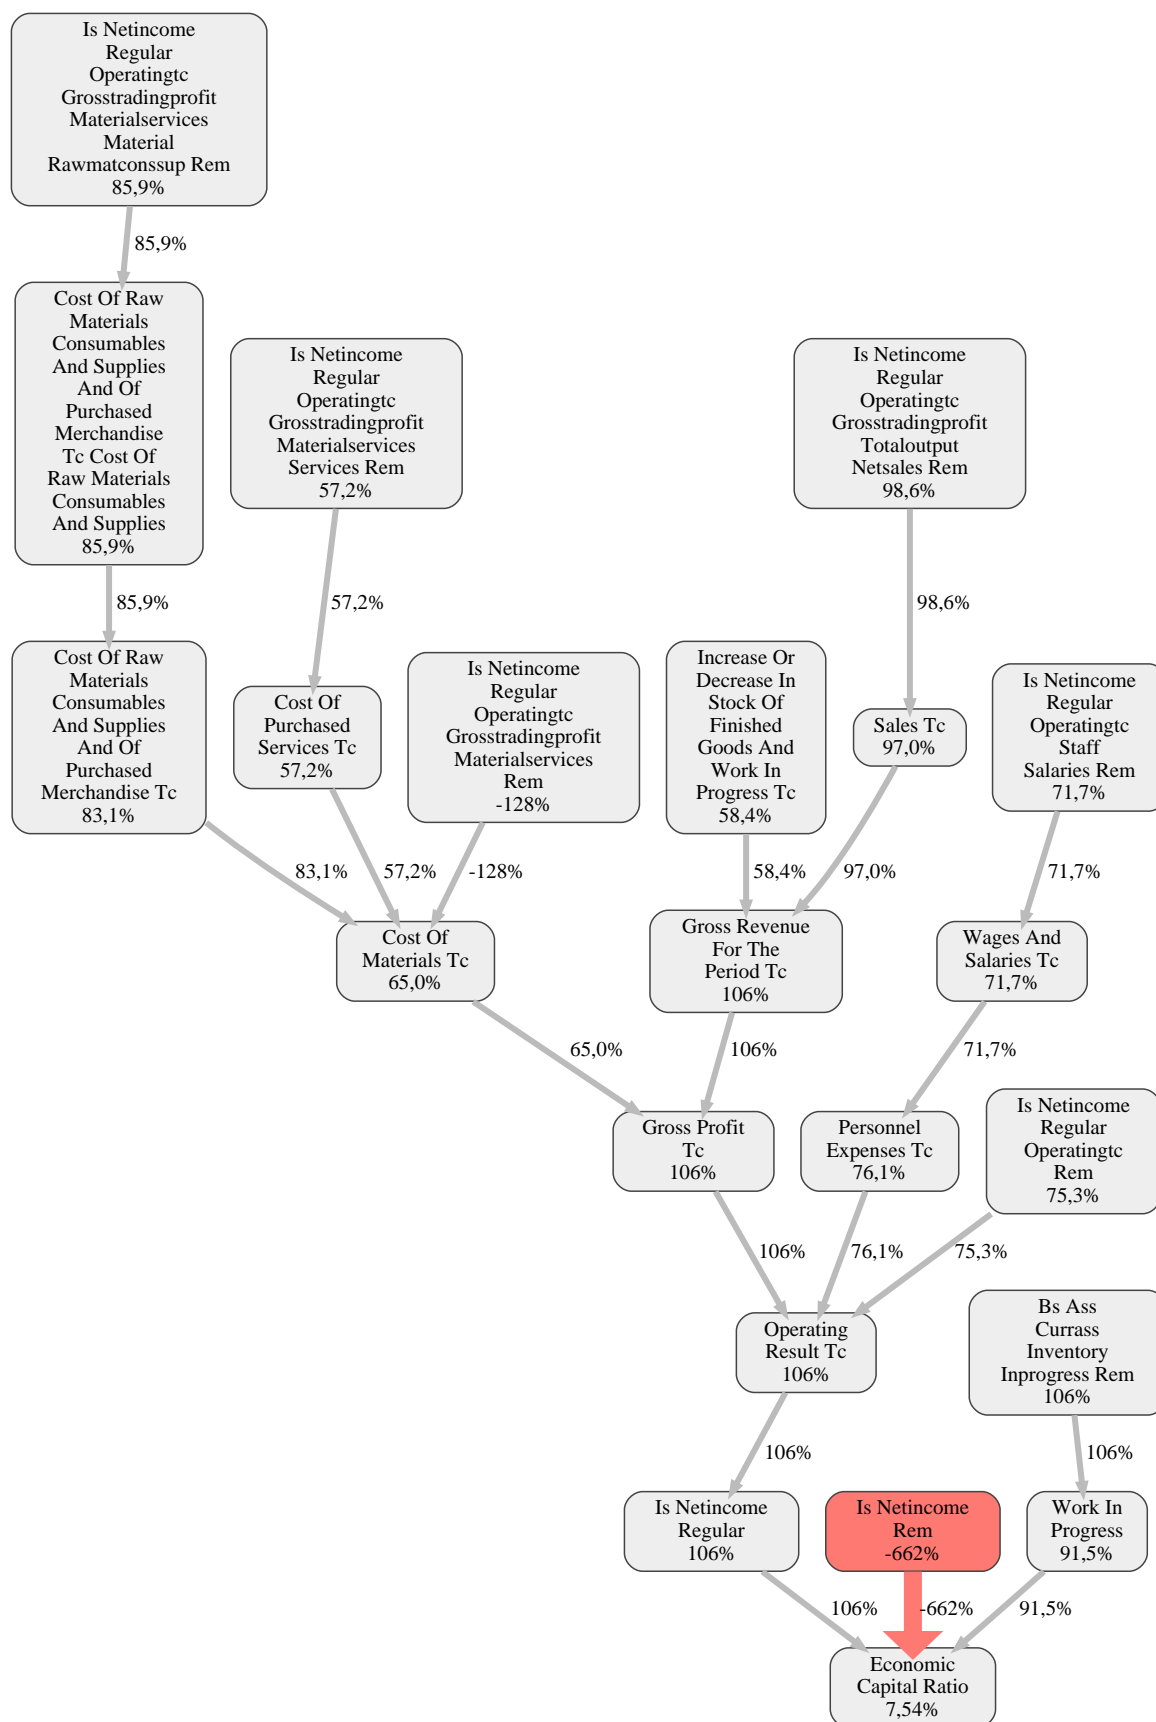 Is Netincome
Regular
Operatingtc
Grosstradingprofit
Materialservices
Material
Rawmatconssup Rem
85,9%
85,9%
Cost Of Raw
Materials
Consumables
And Supplies
And Of
Purchased
Merchandise
Tc Cost Of
Raw Materials
Consumables
And Supplies
85,9%
Is Netincome
Regular
Operatingtc
Grosstradingprofit
Materialservices
Services Rem
57,2%
Is Netincome
Regular
Operatingtc
Grosstradingprofit
Totaloutput
Netsales Rem
98,6%
85,9%
57,2%
98,6%
Cost Of Raw
Materials
Consumables
And Supplies
And Of
Purchased
Merchandise Tc
83,1%
Cost Of
Purchased
Services Tc
57,2%
Is Netincome
Regular
Operatingtc
Grosstradingprofit
Materialservices
Rem
-128%
Increase Or
Decrease In
Stock Of
Finished
Goods And
Work In
Progress Tc
58,4%
Sales Tc
97,0%
Is Netincome
Regular
Operatingtc
Staff
Salaries Rem
71,7%
83,1%
57,2%
-128%
58,4%
97,0%
71,7%
Cost Of
Materials Tc
65,0%
Gross Revenue
For The
Period Tc
106%
Wages And
Salaries Tc
71,7%
65,0%
106%
71,7%
Gross Profit
Tc
106%
Personnel
Expenses Tc
76,1%
Is Netincome
Regular
Operatingtc
Rem
75,3%
106%
76,1%
75,3%
Operating
Result Tc
106%
Bs Ass
Currass
Inventory
Inprogress Rem
106%
106%
106%
Is Netincome
Regular
106%
Is Netincome
Rem
-662%
Work In
Progress
91,5%
106%
-662%
91,5%
Economic
Capital Ratio
7,54%